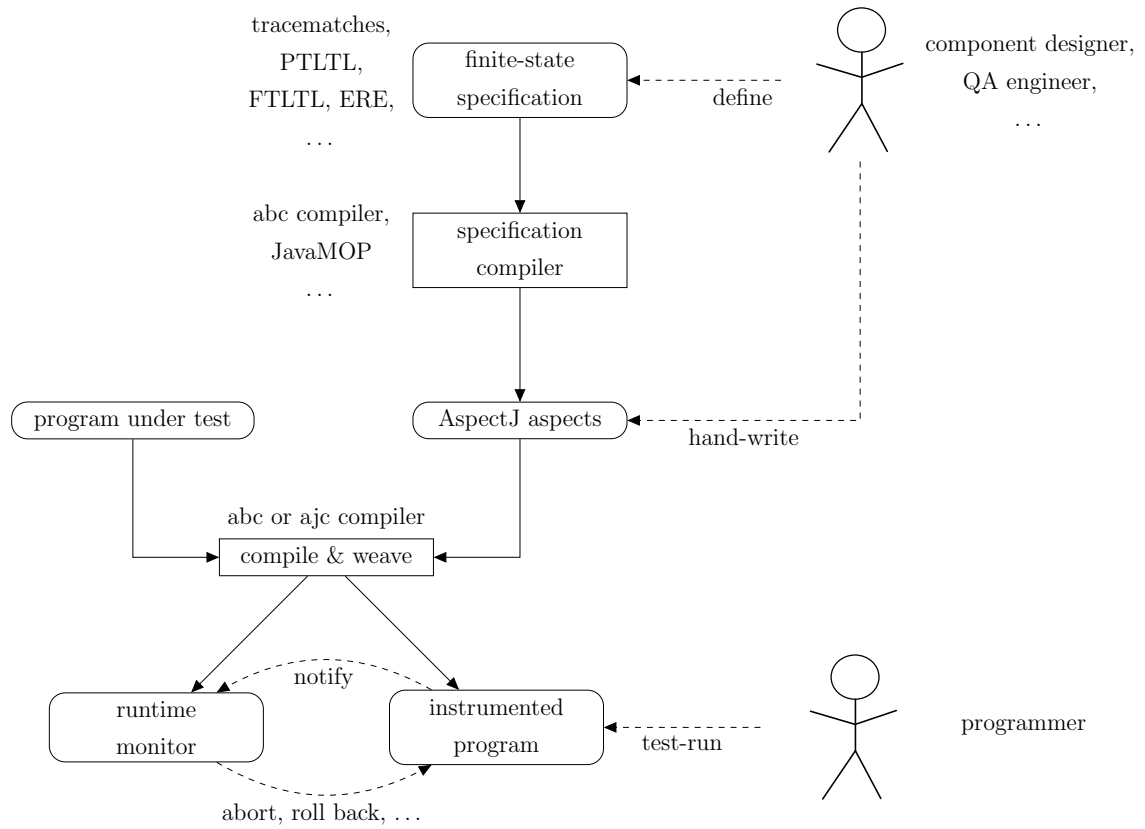 tracematches,
PTLTL,
FTLTL, ERE,
. . .
finite-state
specification
define
component designer,
QA engineer,
. . .
abc compiler,
JavaMOP
. . .
specification
compiler
program under test
AspectJ aspects
hand-write
abc or ajc compiler
compile & weave
notify
runtime
monitor
instrumented
program
test-run
programmer
abort, roll back, . . .